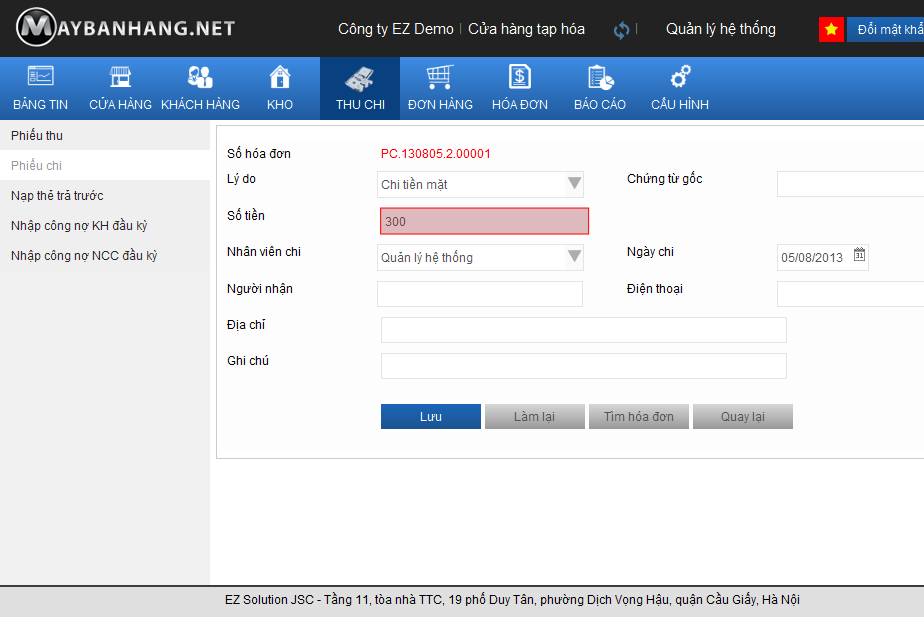 MAYBANHANG.NET Công ty EZ Demo Cửa hàng tạp hóa Quản lý hệ thống Đổi mật khẩ
BẢNG TIN CỬA HÀNG KHÁCH HÀNG KHO THU CHI ĐƠN HÀNG HÓA ĐƠN BÁO CÁO CẤU HÌNH
Phiếu thu
Phiếu chi
Nạp thẻ trả trước
Nhập công nợ KH đầu kỳ
Nhập công nợ NCC đầu kỳ
Số hóa đơn PC.130805.2.00001
Lý do Chi tiền mặt Chứng từ gốc
Số tiền 300
Nhân viên chi Quản lý hệ thống Ngày chi 05/08/2013 31
Người nhận Điện thoại
Địa chỉ
Ghi chú
Lưu Làm lại Tìm hóa đơn Quay lại
EZ Solution JSC - Tầng 11, tòa nhà TTC, 19 phố Duy Tân, phường Dịch Vọng Hậu, quận Cầu Giấy, Hà Nội